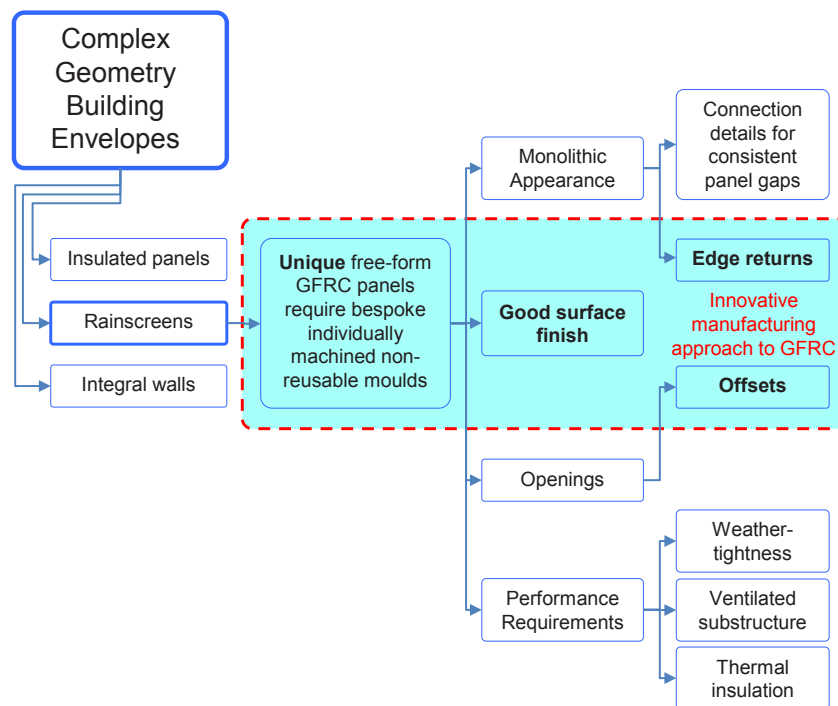 Complex
Geometry
Building
Envelopes
Insulated panels
Rainscreens
Integral walls
Unique free-form
GFRC panels
require bespoke
individually
machined non-
reusable moulds
Monolithic
Appearance
Good surface
finish
Openings
Performance
Requirements
Connection
details for
consistent
panel gaps
Edge returns
Innovative
manufacturing
approach to GFRC
Offsets
Weather-
tightness
Ventilated
substructure
Thermal
insulation